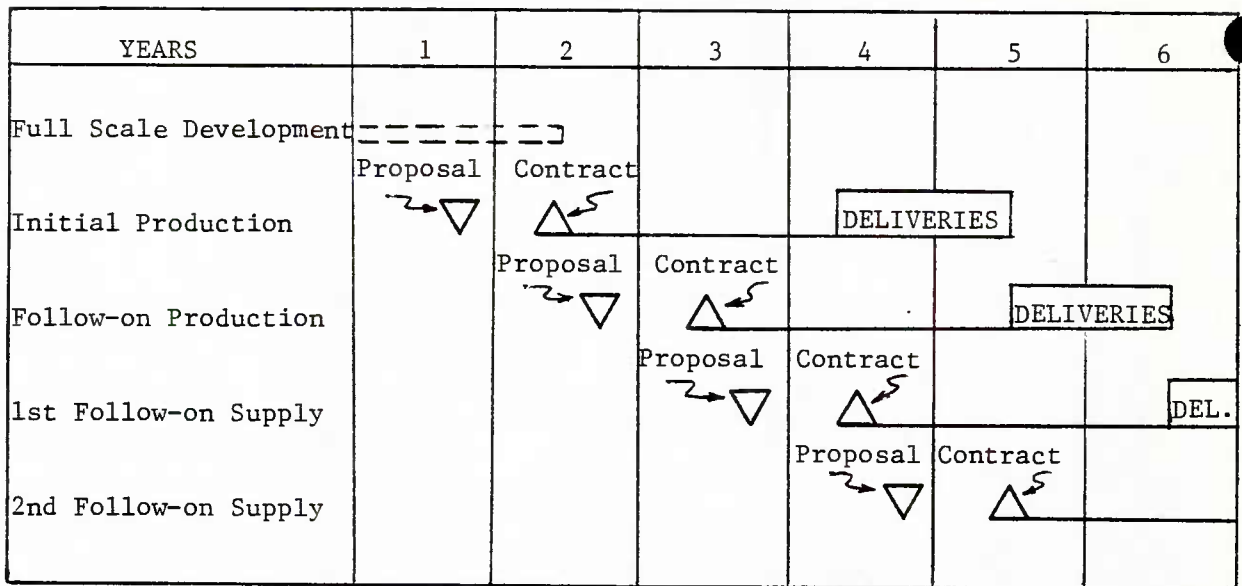 YEARS 1 2 3 4 5 6
Full Scale Development
Proposal Contract
Initial Production DELIVERIES
Proposal Contract
Follow-on Production DELIVERIES
Proposal Contract
1st Follow-on Supply DEL.
Proposal Contract
2nd Follow-on Supply